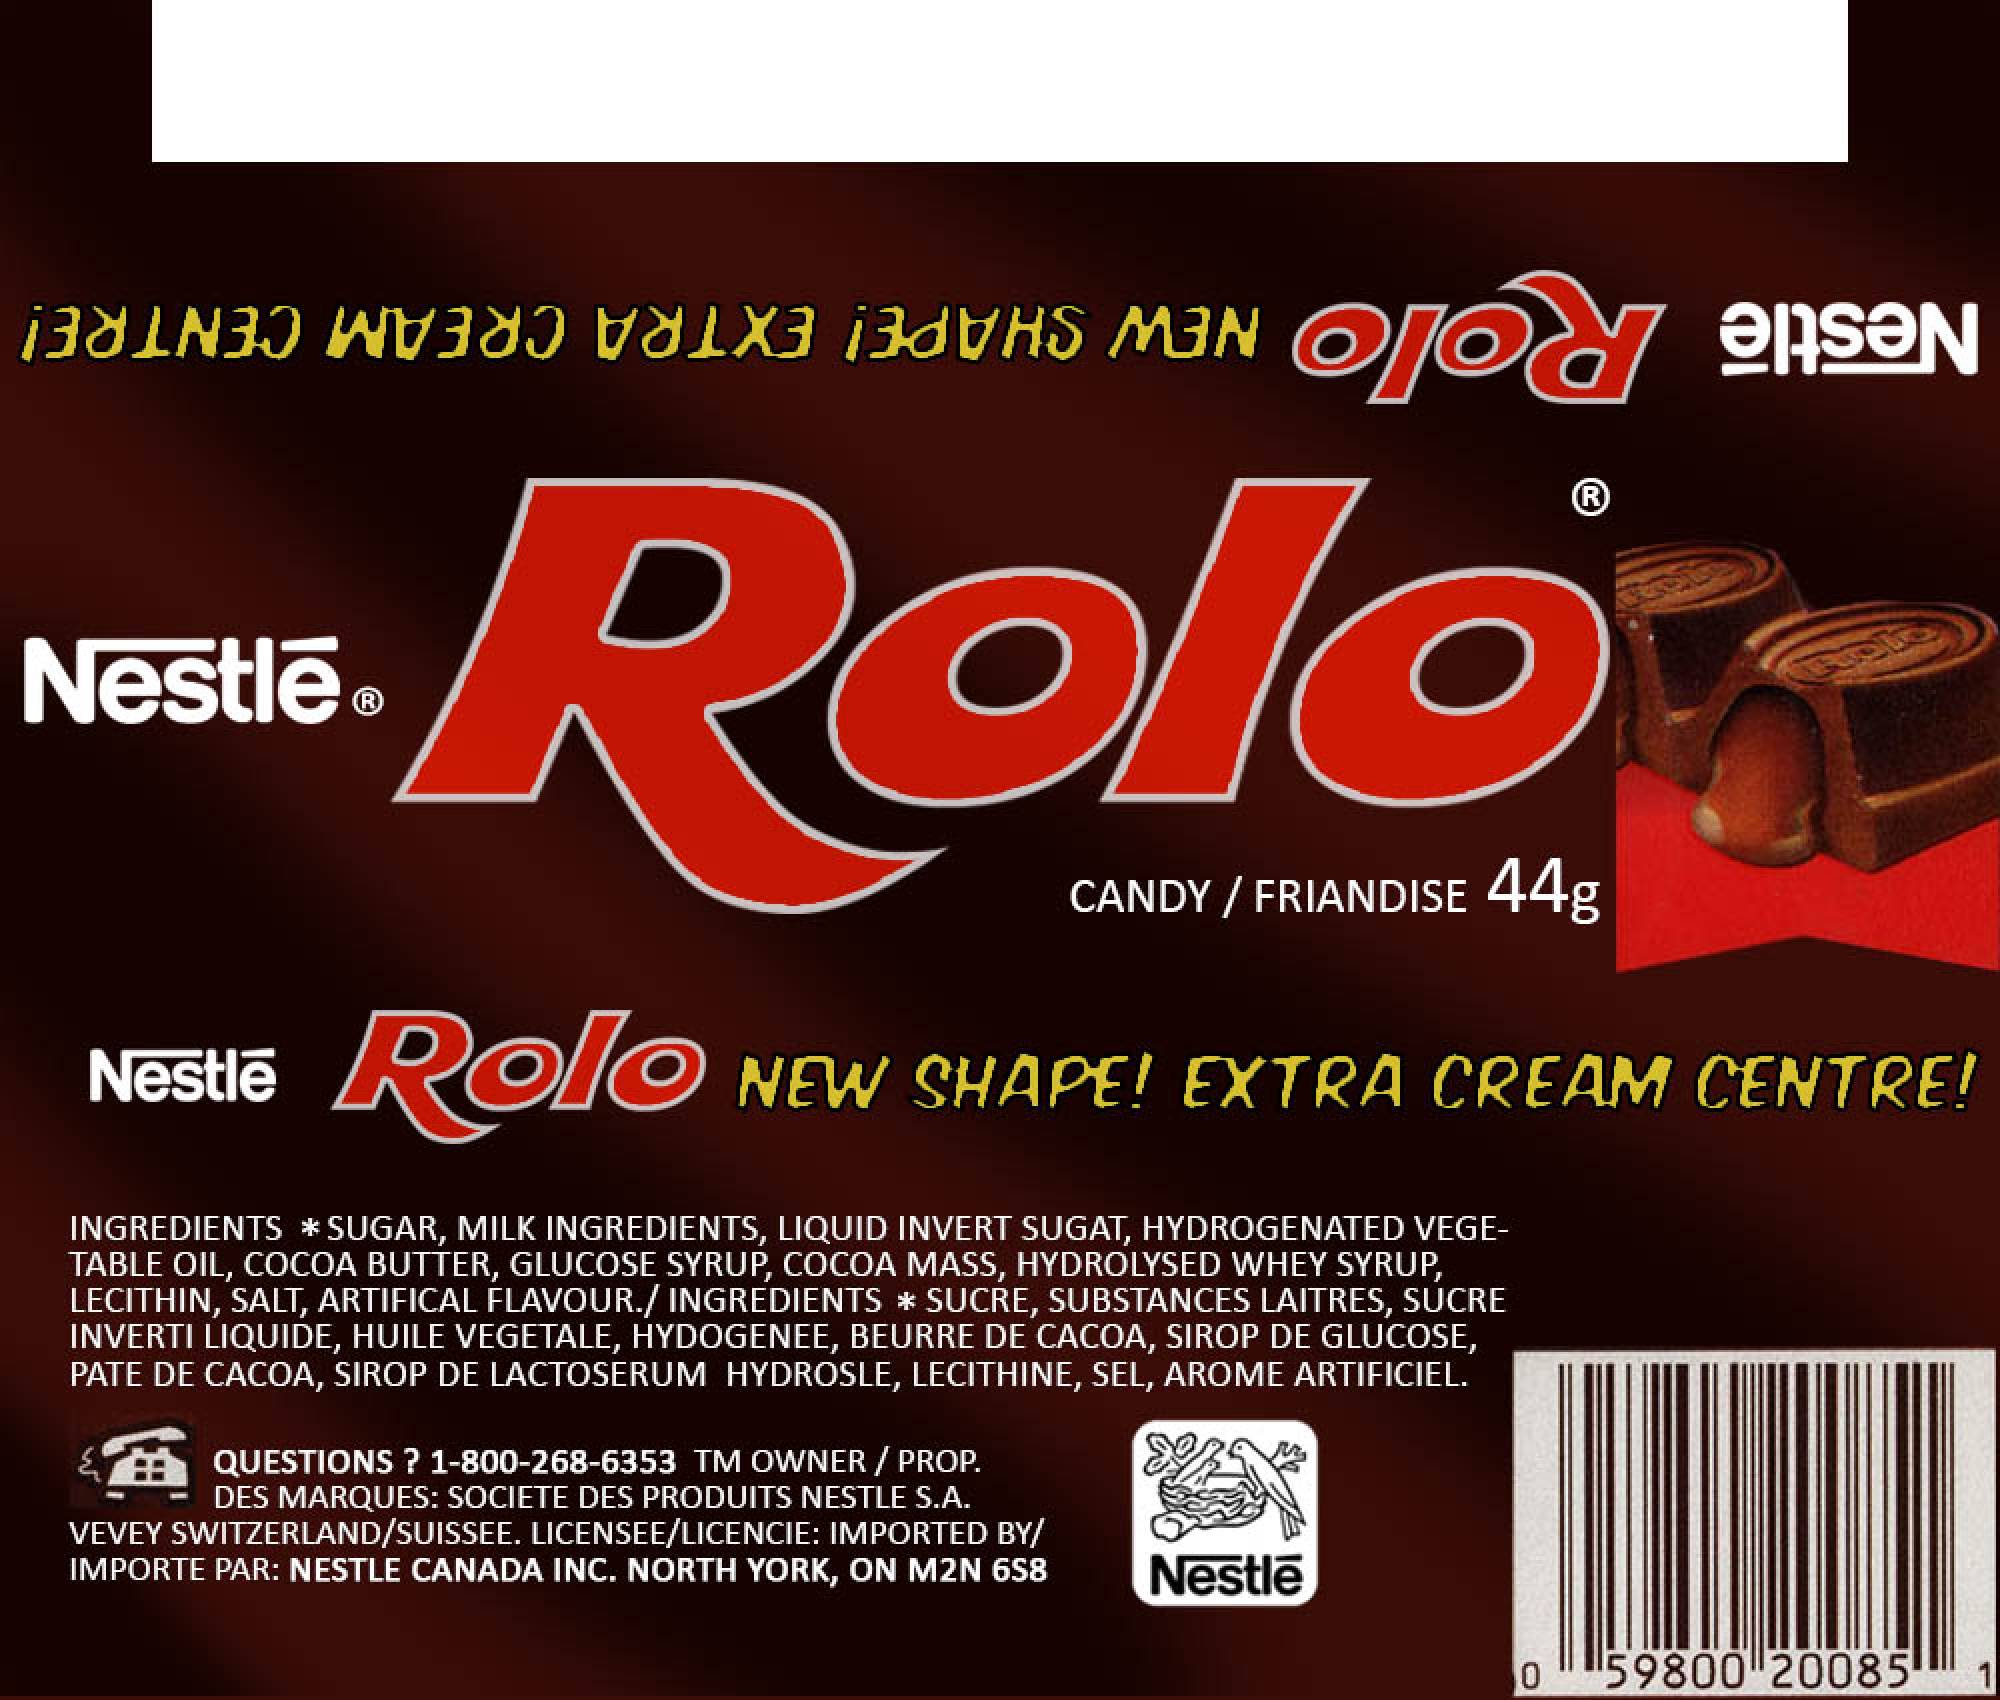 NEW SHAPE! EXTRA CREAM CENTRE!
Rolo
Nestlé
Rolo ®
Nestlé ®
Rolo
Rolo
CANDY / FRIANDISE 44g
Nestlé Rolo NEW SHAPE! EXTRA CREAM CENTRE!
INGREDIENTS *SUGAR, MILK INGREDIENTS, LIQUID INVERT SUGAT, HYDROGENATED VEGE-
TABLE OIL, COCOA BUTTER, GLUCOSE SYRUP, COCOA MASS, HYDROLYSED WHEY SYRUP,
LECITHIN, SALT, ARTIFICAL FLAVOUR./ INGREDIENTS * SUCRE, SUBSTANCES LAITRES, SUCRE
INVERTI LIQUIDE, HUILE VEGETALE, HYDOGENEE, BEURRE DE CACOA, SIROP DE GLUCOSE,
PATE DE CACOA, SIROP DE LACTOSERUM HYDROSLE, LECITHINE, SEL, AROME ARTIFICIEL.
QUESTIONS ? 1-800-268-6353 TM OWNER / PROP.
DES MARQUES: SOCIETE DES PRODUITS NESTLE S.A.
VEVEY SWITZERLAND/SUISSEE. LICENSEE/LICENCIE: IMPORTED BY/
IMPORTE PAR: NESTLE CANADA INC. NORTH YORK, ON M2N 6S8
Nestlé
0 59800 20085 1